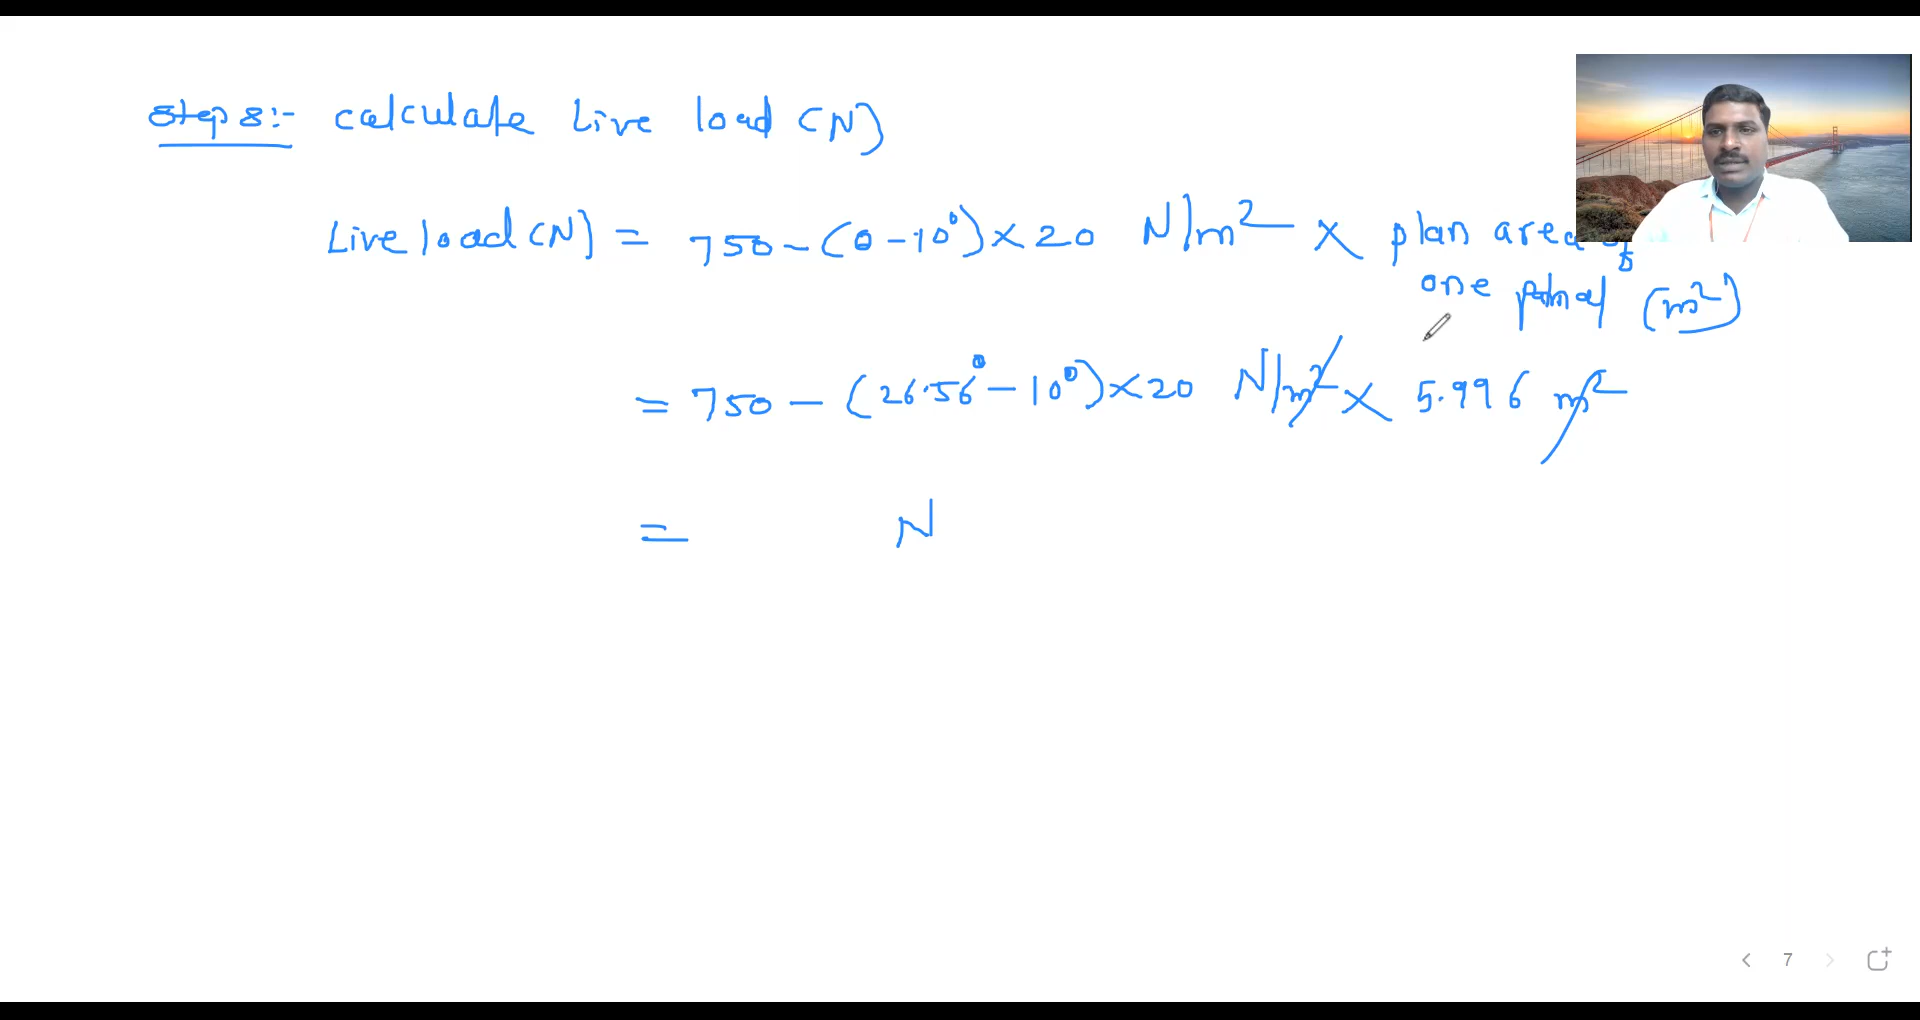 Step 8:- calculate Live load (N)
Live load (N) = 750 - (θ - 10°) × 20 N/m² × plan area of
one panel (m²)
= 750 - (26.56° - 10°) × 20 N/m² × 5.996 m²
= N
7